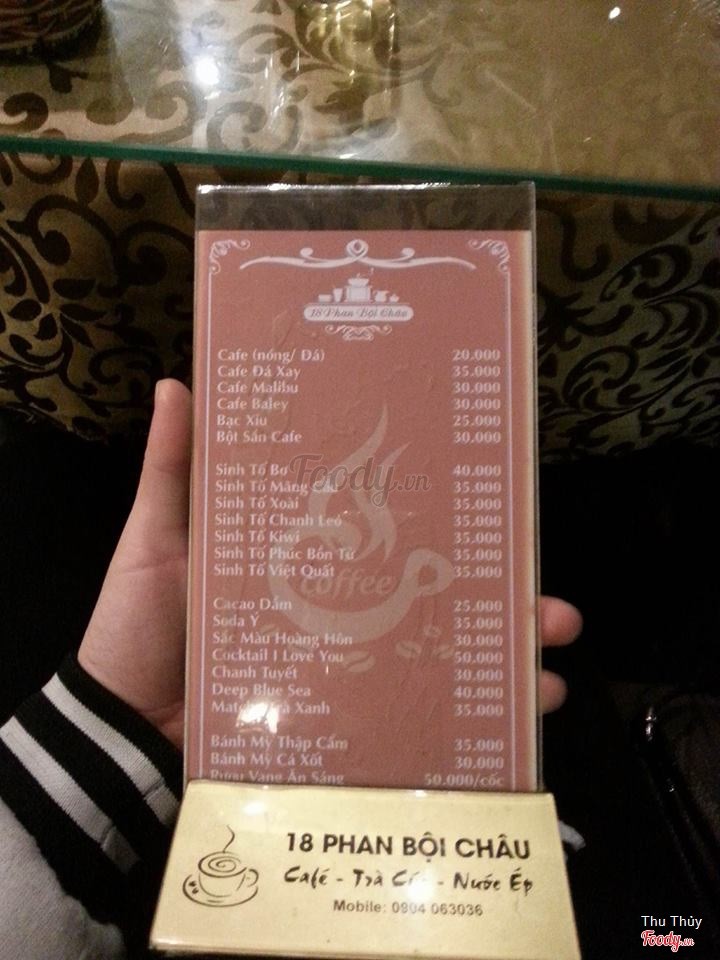 18 Phan Bội Châu
Cafe (nóng/ Đá) 20.000
Cafe Đá Xay 35.000
Cafe Malibu 30.000
Cafe Baley 30.000
Bạc Xỉu 25.000
Bột Sắn Cafe 30.000
Sinh Tố Bơ 40.000
Sinh Tố Mãng Cầu 35.000
Sinh Tố Xoài 35.000
Sinh Tố Chanh Leo 35.000
Sinh Tố Kiwi 35.000
Sinh Tố Phúc Bồn Tử 35.000
Sinh Tố Việt Quất 35.000
Foody.vn
coffee
Cacao Dầm 25.000
Soda Ý 35.000
Sắc Màu Hoàng Hôn 30.000
Cocktail I Love You 50.000
Chanh Tuyết 30.000
Deep Blue Sea 40.000
Matcha Trà Xanh 35.000
Bánh Mỳ Thập Cẩm 35.000
Bánh Mỳ Cá Xốt 30.000
Rượu Vang Ăn Sáng 50.000/cốc
18 PHAN BỘI CHÂU
Café - Trà - Nước Ép
Mobile: 0904 063036
Thu Thủy
Foody.vn